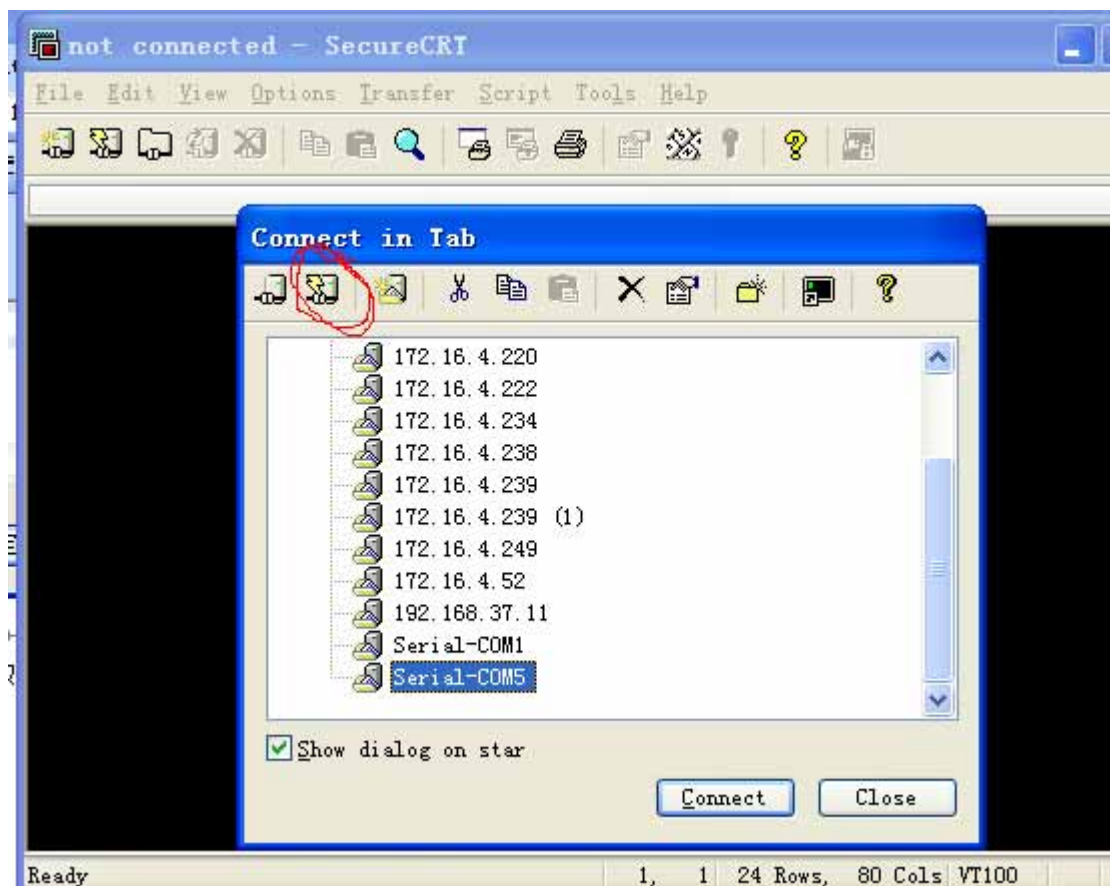 not connected - SecureCRT
File Edit View Options Transfer Script Tools Help
Connect in Tab
172.16.4.220
172.16.4.222
172.16.4.234
172.16.4.238
172.16.4.239
172.16.4.239 (1)
172.16.4.249
172.16.4.52
192.168.37.11
Serial-COM1
Serial-COM5
Show dialog on star
Connect Close
Ready 1, 1 24 Rows, 80 Cols VT100